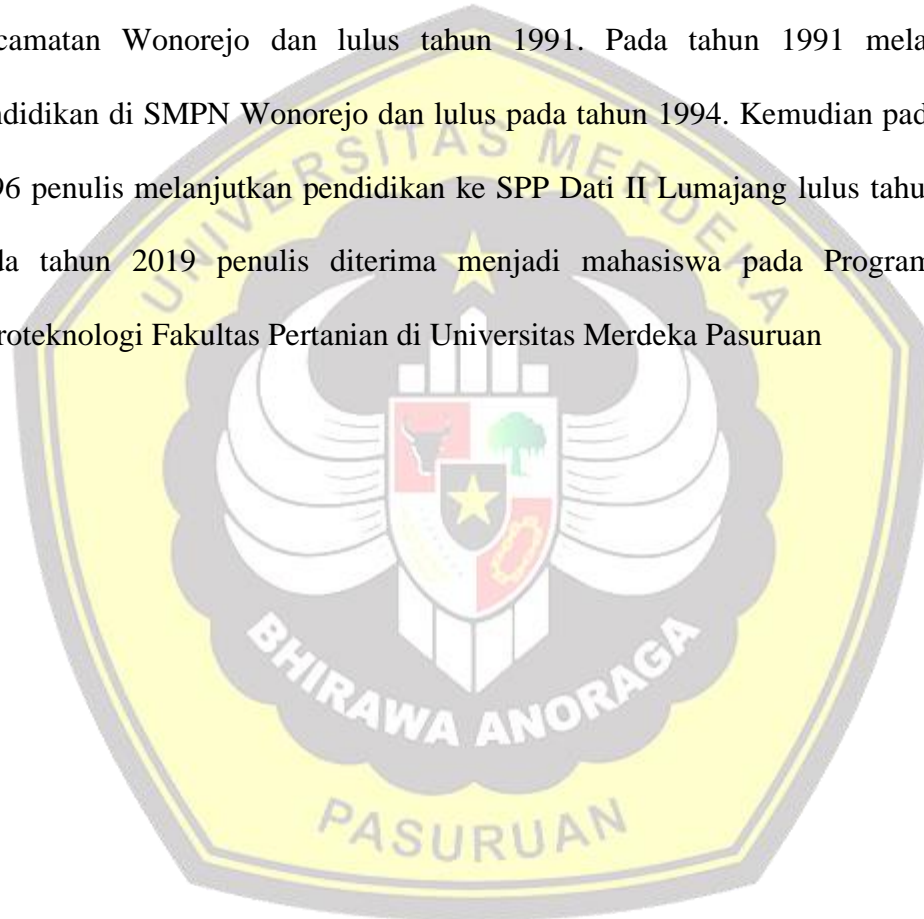 camatan Wonorejo dan lulus tahun 1991. Pada tahun 1991 mela
ndidikan di SMPN Wonorejo dan lulus pada tahun 1994. Kemudian pad
96 penulis melanjutkan pendidikan ke SPP Dati II Lumajang lulus tahu
da tahun 2019 penulis diterima menjadi mahasiswa pada Program
roteknologi Fakultas Pertanian di Universitas Merdeka Pasuruan
UNIVERSITAS MERDEKA
BHIRAWA ANORAGA
PASURUAN